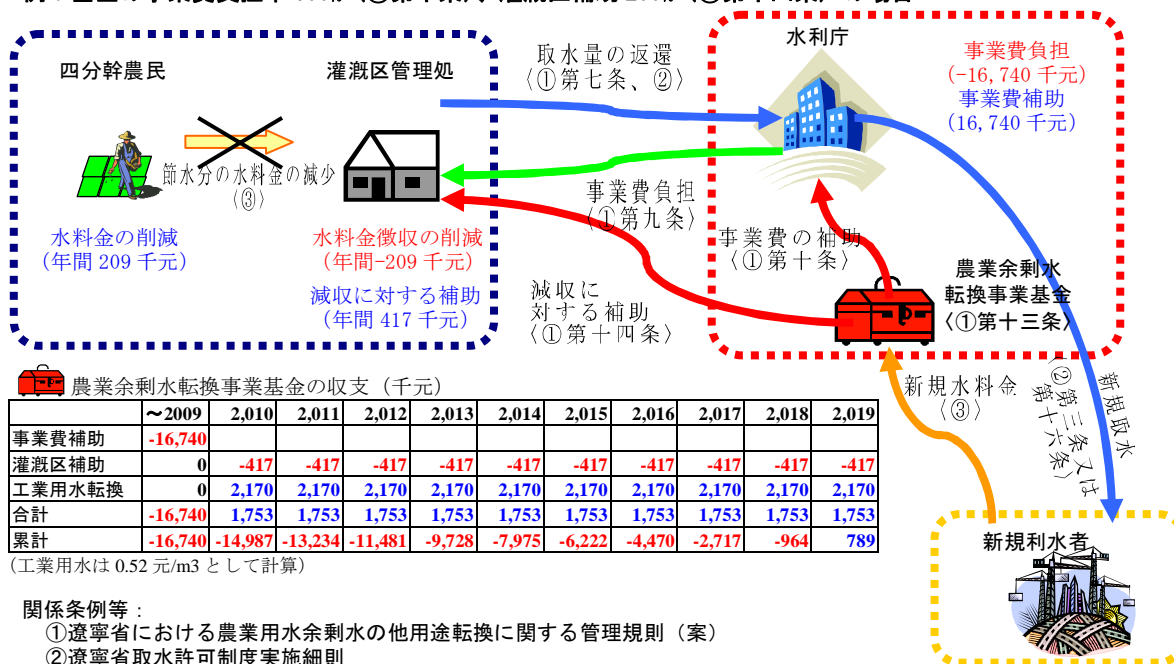 水利庁
取水量の返還
〈①第七条、②〉
事業費負担
(-16,740 千元)
事業費補助
(16,740 千元)
四分幹農民
灌漑区管理処
節水分の水料金の減少
〈③〉
水料金の削減
(年間 209 千元)
水料金徴収の削減
(年間-209 千元)
減収に対する補助
(年間 417 千元)
事業費負担
〈①第九条〉
事業費の補助
〈①第十条〉
減収に
対する補助
〈①第十四条〉
農業余剰水
転換事業基金
〈①第十三条〉
新規水料金
〈③〉
新規取水
〈②第三条又は
第十六条〉
新規利水者
農業余剰水転換事業基金の収支（千元）
～2009 2,010 2,011 2,012 2,013 2,014 2,015 2,016 2,017 2,018 2,019
事業費補助 -16,740
灌漑区補助 0 -417 -417 -417 -417 -417 -417 -417 -417 -417 -417
工業用水転換 0 2,170 2,170 2,170 2,170 2,170 2,170 2,170 2,170 2,170 2,170
合計 -16,740 1,753 1,753 1,753 1,753 1,753 1,753 1,753 1,753 1,753 1,753
累計 -16,740 -14,987 -13,234 -11,481 -9,728 -7,975 -6,222 -4,470 -2,717 -964 789
（工業用水は 0.52 元/m3 として計算）
関係条例等：
①遼寧省における農業用水余剰水の他用途転換に関する管理規則（案）
②遼寧省取水許可制度実施細則